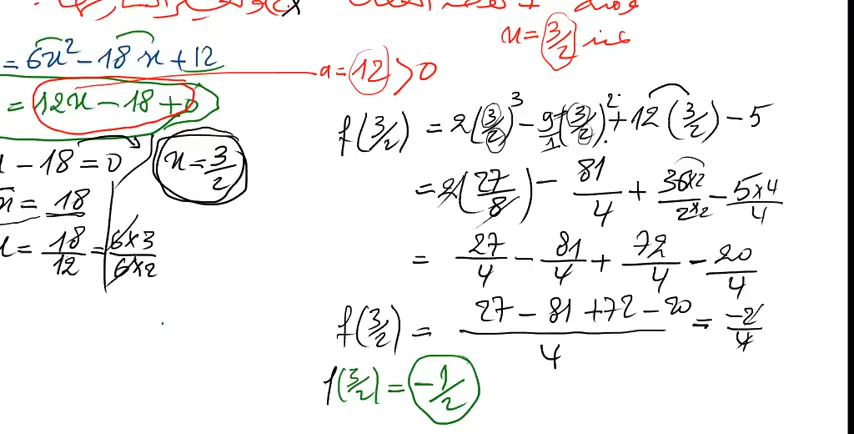 x = 3/2 عند
= 6x² - 18x + 12
a = 12 > 0
= 12x - 18 + 0
f(3/2) = 2(3/2)³ - 9/1 (3/2)² + 12(3/2) - 5
x - 18 = 0
x = 3/2
= 2(27/8) - 81/4 + 36×2/2×2 - 5×4/4
x = 18
x = 18/12 = 6×3/6×2
= 27/4 - 81/4 + 72/4 - 20/4
f(3/2) = 27 - 81 + 72 - 20/4 = -2/4
f(3/2) = -1/2